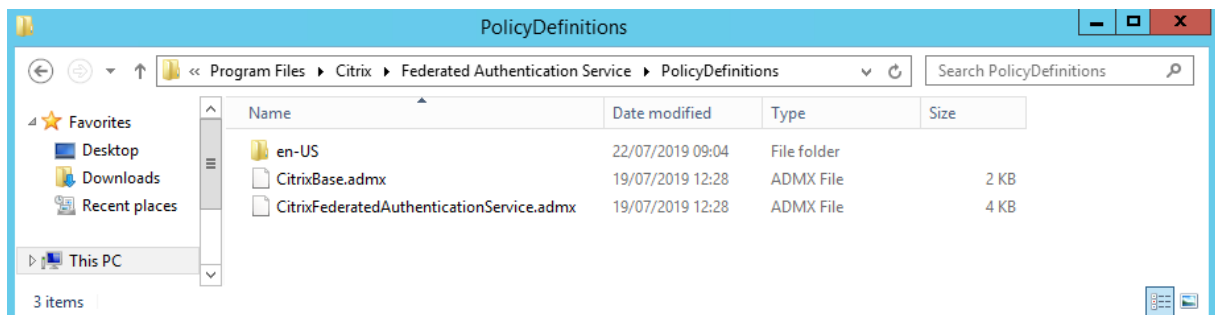 PolicyDefinitions
« Program Files Citrix Federated Authentication Service PolicyDefinitions Search PolicyDefinitions
Favorites Name Date modified Type Size
Desktop en-US 22/07/2019 09:04 File folder
Downloads CitrixBase.admx 19/07/2019 12:28 ADMX File 2 KB
Recent places CitrixFederatedAuthenticationService.admx 19/07/2019 12:28 ADMX File 4 KB
This PC
3 items